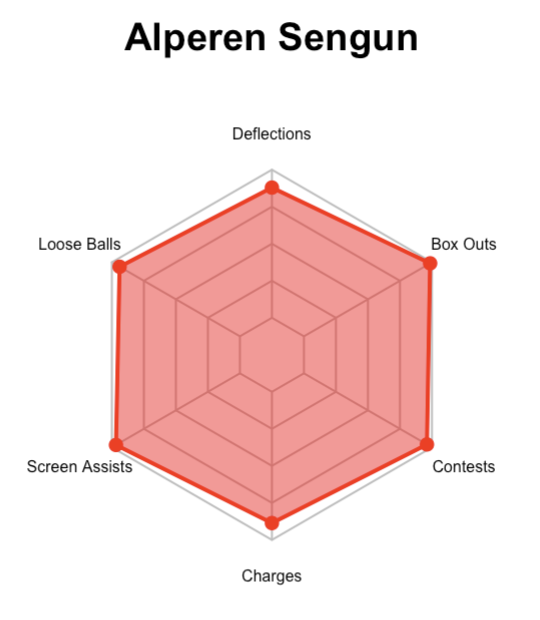 Alperen Sengun
Deflections
Loose Balls
Box Outs
Screen Assists
Contests
Charges